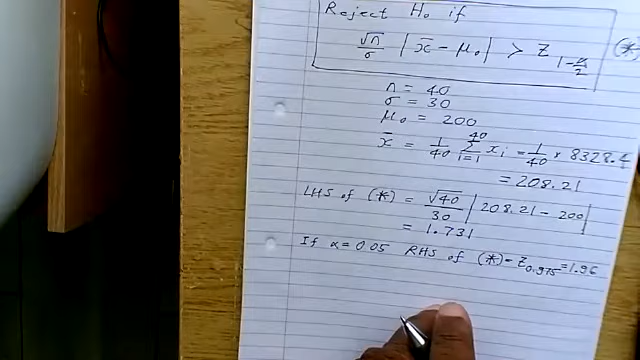 Reject H₀ if
√n/σ |x̄ - μ₀| > z₁₋α/₂ (*)
n = 40
σ = 30
μ₀ = 200
x̄ = 1/40 40Σi=1 xᵢ = 1/40 × 8328.4
= 208.21
LHS of (*) = √40/30 |208.21 - 200|
= 1.731
If α = 0.05 RHS of (*) = z₀.₉₇₅ = 1.96